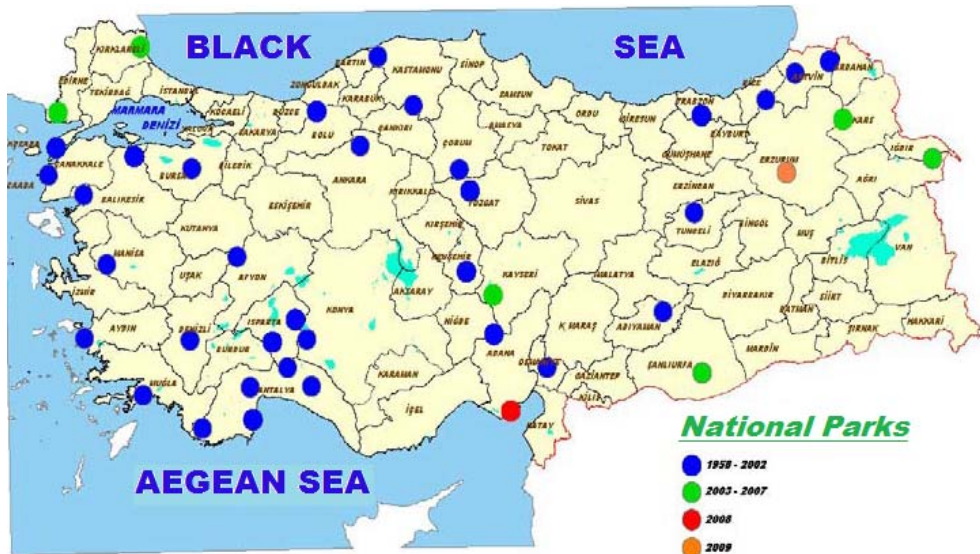 BLACK
SEA
KIRKLARELİ
EDİRNE
TEKİRDAĞ
İSTANBUL
MARMARA
DENİZİ
YALOVA
KOCAELİ
SAKARYA
DÜZCE
ZONGULDAK
BARTIN
KARABÜK
KASTAMONU
SİNOP
SAMSUN
BOLU
ÇANKIRI
ÇORUM
AMASYA
ORDU
TOKAT
GİRESUN
TRABZON
RİZE
ARTVİN
ARDAHAN
KARS
BAYBURT
GÜMÜŞHANE
ERZURUM
IĞDIR
AĞRI
ÇANAKKALE
BALIKESİR
BURSA
BİLECİK
ESKİŞEHİR
ANKARA
KIRIKKALE
YOZGAT
SİVAS
ERZİNCAN
TUNCELİ
BİNGÖL
MUŞ
VAN
BİTLİS
KUTAHYA
MANİSA
UŞAK
AFYON
KIRŞEHİR
NEVŞEHİR
KAYSERİ
MALATYA
ELAZIĞ
DİYARBAKIR
BATMAN
SİİRT
ŞIRNAK
HAKKARİ
İZMİR
AYDIN
DENİZLİ
ISPARTA
BURDUR
KONYA
AKSARAY
NİĞDE
K. MARAŞ
ADIYAMAN
ŞANLIURFA
MARDİN
MUĞLA
ANTALYA
KARAMAN
İÇEL
ADANA
GAZİANTEP
KİLİS
HATAY
AEGEAN SEA
National Parks
1958 - 2002
2003 - 2007
2008
2009